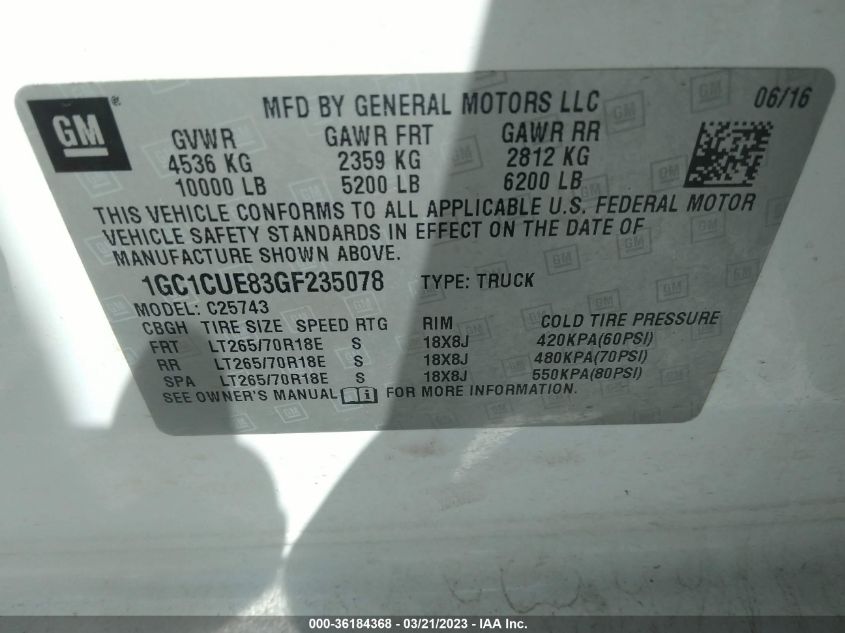 GM ® MFD BY GENERAL MOTORS LLC 06/16
GVWR GAWR FRT GAWR RR
4536 KG 2359 KG 2812 KG
10000 LB 5200 LB 6200 LB
THIS VEHICLE CONFORMS TO ALL APPLICABLE U.S. FEDERAL MOTOR
VEHICLE SAFETY STANDARDS IN EFFECT ON THE DATE OF
MANUFACTURE SHOWN ABOVE.
1GC1CUE83GF235078 TYPE: TRUCK
MODEL: C25743
CBGH TIRE SIZE SPEED RTG RIM COLD TIRE PRESSURE
FRT LT265/70R18E S 18X8J 420KPA(60PSI)
RR LT265/70R18E S 18X8J 480KPA(70PSI)
SPA LT265/70R18E S 18X8J 550KPA(80PSI)
SEE OWNER'S MANUAL FOR MORE INFORMATION.
000-36184368 - 03/21/2023 - IAA Inc.